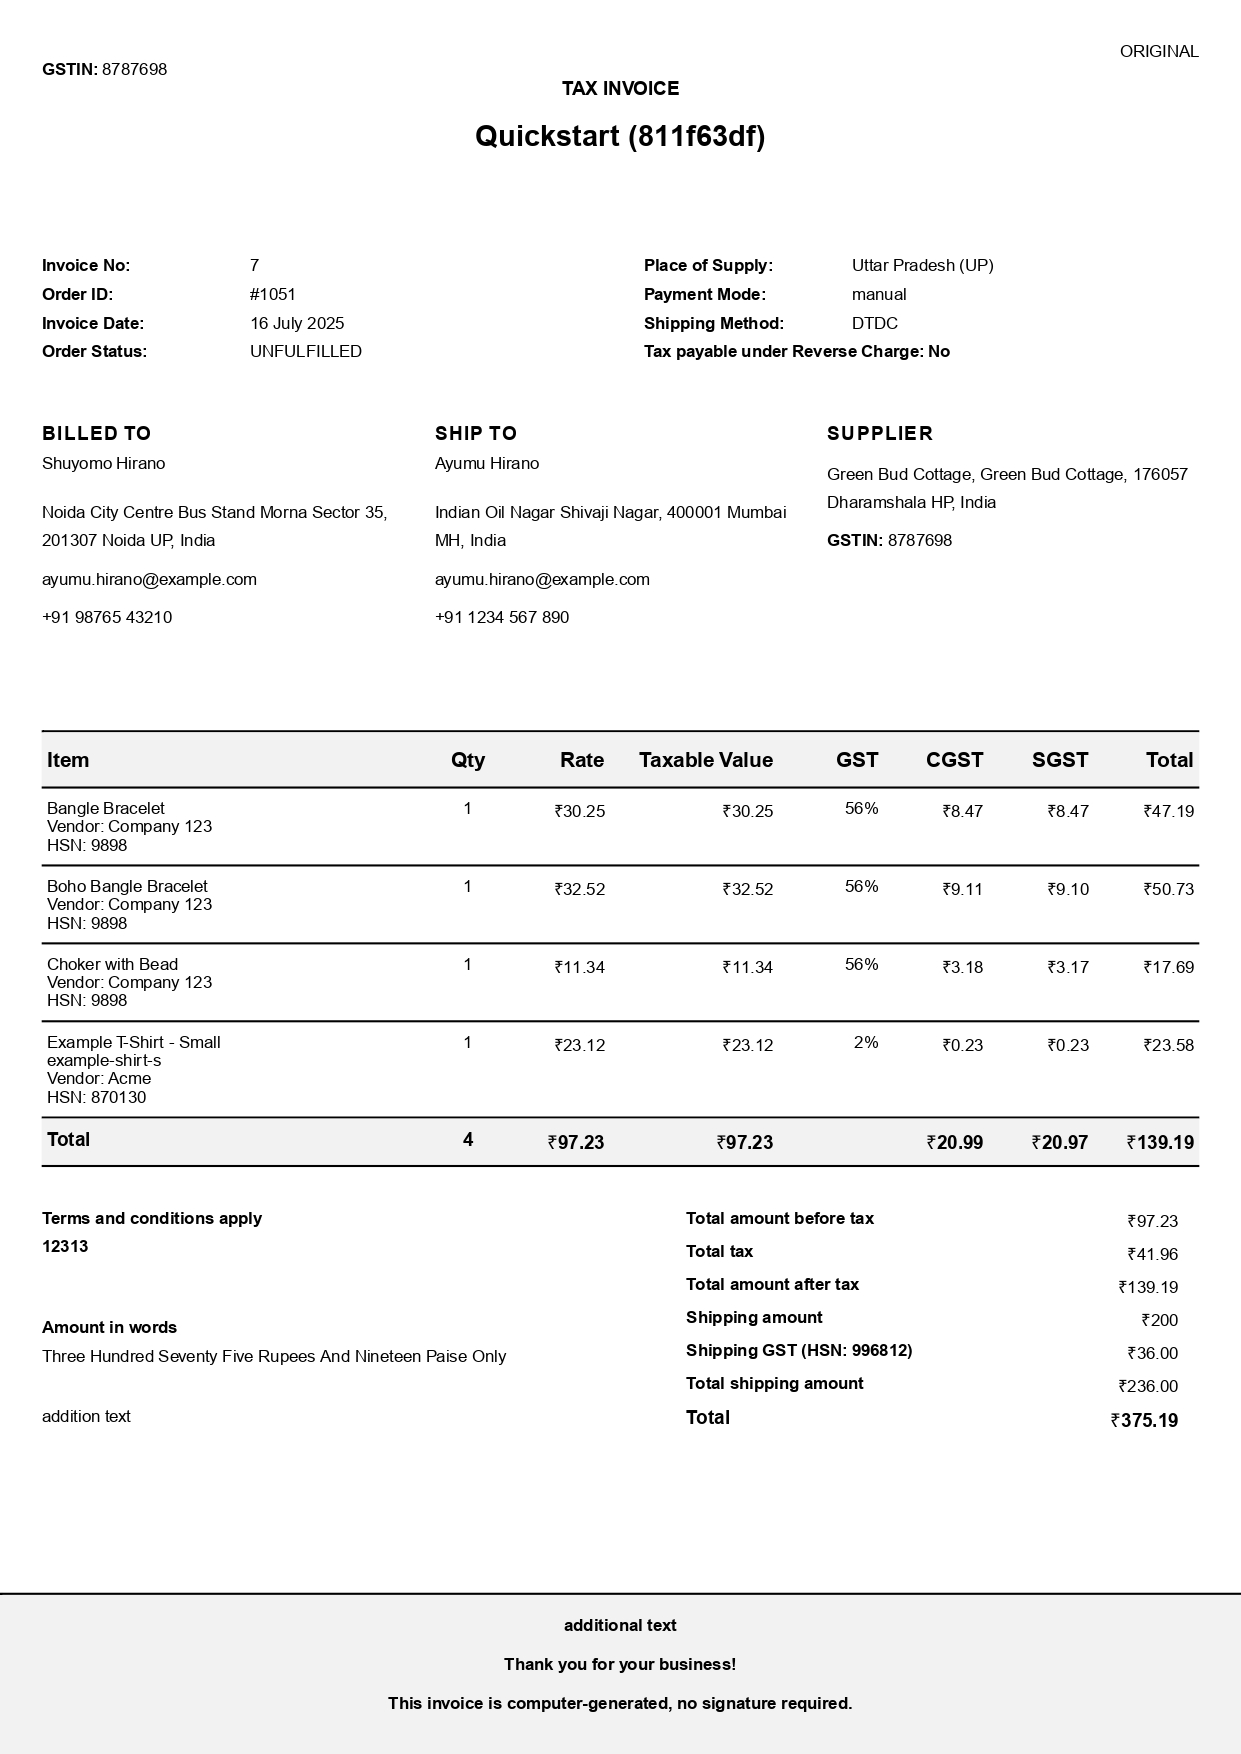 ORIGINAL
GSTIN: 8787698
TAX INVOICE
Quickstart (811f63df)
Invoice No: 7
Order ID: #1051
Invoice Date: 16 July 2025
Order Status: UNFULFILLED
Place of Supply: Uttar Pradesh (UP)
Payment Mode: manual
Shipping Method: DTDC
Tax payable under Reverse Charge: No
BILLED TO
Shuyomo Hirano
Noida City Centre Bus Stand Morna Sector 35,
201307 Noida UP, India
ayumu.hirano@example.com
+91 98765 43210
SHIP TO
Ayumu Hirano
Indian Oil Nagar Shivaji Nagar, 400001 Mumbai
MH, India
ayumu.hirano@example.com
+91 1234 567 890
SUPPLIER
Green Bud Cottage, Green Bud Cottage, 176057
Dharamshala HP, India
GSTIN: 8787698
Item Qty Rate Taxable Value GST CGST SGST Total
Bangle Bracelet 1 ₹30.25 ₹30.25 56% ₹8.47 ₹8.47 ₹47.19
Vendor: Company 123
HSN: 9898
Boho Bangle Bracelet 1 ₹32.52 ₹32.52 56% ₹9.11 ₹9.10 ₹50.73
Vendor: Company 123
HSN: 9898
Choker with Bead 1 ₹11.34 ₹11.34 56% ₹3.18 ₹3.17 ₹17.69
Vendor: Company 123
HSN: 9898
Example T-Shirt - Small 1 ₹23.12 ₹23.12 2% ₹0.23 ₹0.23 ₹23.58
example-shirt-s
Vendor: Acme
HSN: 870130
Total 4 ₹97.23 ₹97.23 ₹20.99 ₹20.97 ₹139.19
Terms and conditions apply
12313
Amount in words
Three Hundred Seventy Five Rupees And Nineteen Paise Only
addition text
Total amount before tax ₹97.23
Total tax ₹41.96
Total amount after tax ₹139.19
Shipping amount ₹200
Shipping GST (HSN: 996812) ₹36.00
Total shipping amount ₹236.00
Total ₹375.19
additional text
Thank you for your business!
This invoice is computer-generated, no signature required.